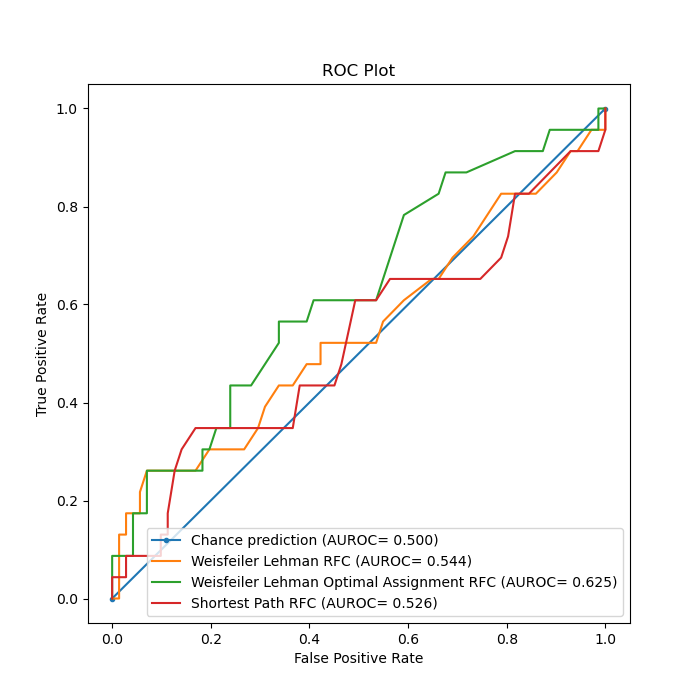 ROC Plot
True Positive Rate
1.0
0.8
0.6
0.4
0.2
0.0
0.0 0.2 0.4 0.6 0.8 1.0
False Positive Rate
Chance prediction (AUROC= 0.500)
Weisfeiler Lehman RFC (AUROC= 0.544)
Weisfeiler Lehman Optimal Assignment RFC (AUROC= 0.625)
Shortest Path RFC (AUROC= 0.526)